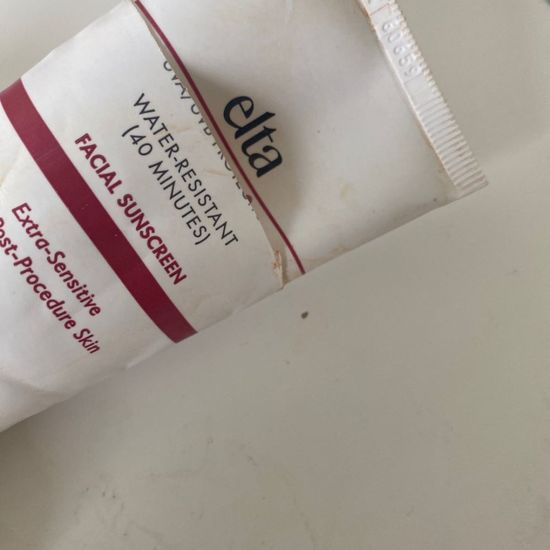 elta
WATER-RESISTANT
(40 MINUTES)
FACIAL SUNSCREEN
Extra-Sensitive
Post-Procedure Skin